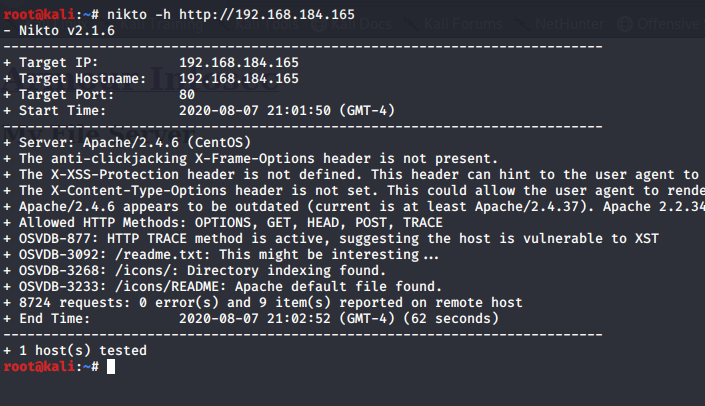 root@kali:~# nikto -h http://192.168.184.165
- Nikto v2.1.6
---------------------------------------------------------------------------
+ Target IP:          192.168.184.165
+ Target Hostname:    192.168.184.165
+ Target Port:        80
+ Start Time:         2020-08-07 21:01:50 (GMT-4)
---------------------------------------------------------------------------
+ Server: Apache/2.4.6 (CentOS)
+ The anti-clickjacking X-Frame-Options header is not present.
+ The X-XSS-Protection header is not defined. This header can hint to the user agent to
+ The X-Content-Type-Options header is not set. This could allow the user agent to rende
+ Apache/2.4.6 appears to be outdated (current is at least Apache/2.4.37). Apache 2.2.34
+ Allowed HTTP Methods: OPTIONS, GET, HEAD, POST, TRACE
+ OSVDB-877: HTTP TRACE method is active, suggesting the host is vulnerable to XST
+ OSVDB-3092: /readme.txt: This might be interesting...
+ OSVDB-3268: /icons/: Directory indexing found.
+ OSVDB-3233: /icons/README: Apache default file found.
+ 8724 requests: 0 error(s) and 9 item(s) reported on remote host
+ End Time:           2020-08-07 21:02:52 (GMT-4) (62 seconds)
---------------------------------------------------------------------------
+ 1 host(s) tested
root@kali:~#